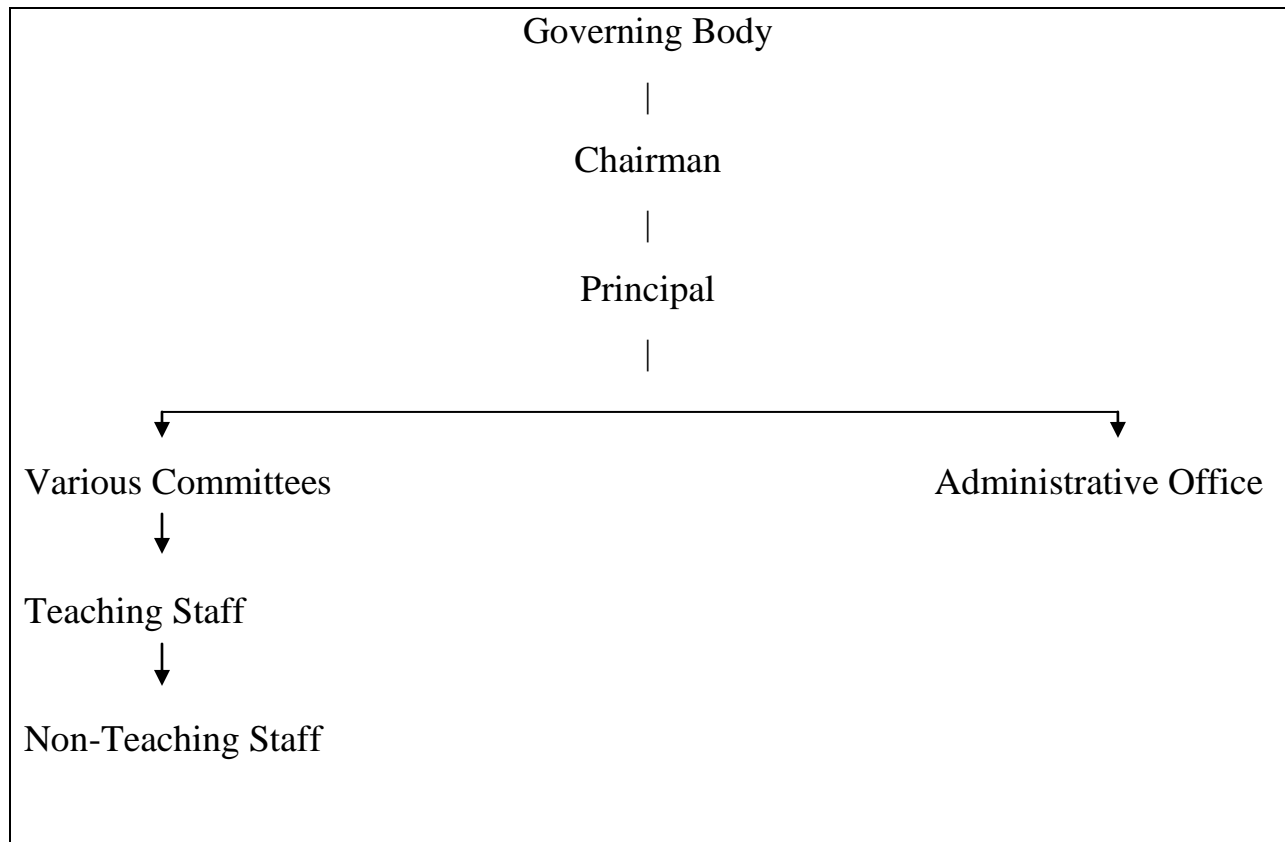 Governing Body
|
Chairman
|
Principal
|
Various Committees
Administrative Office
Teaching Staff
Non-Teaching Staff